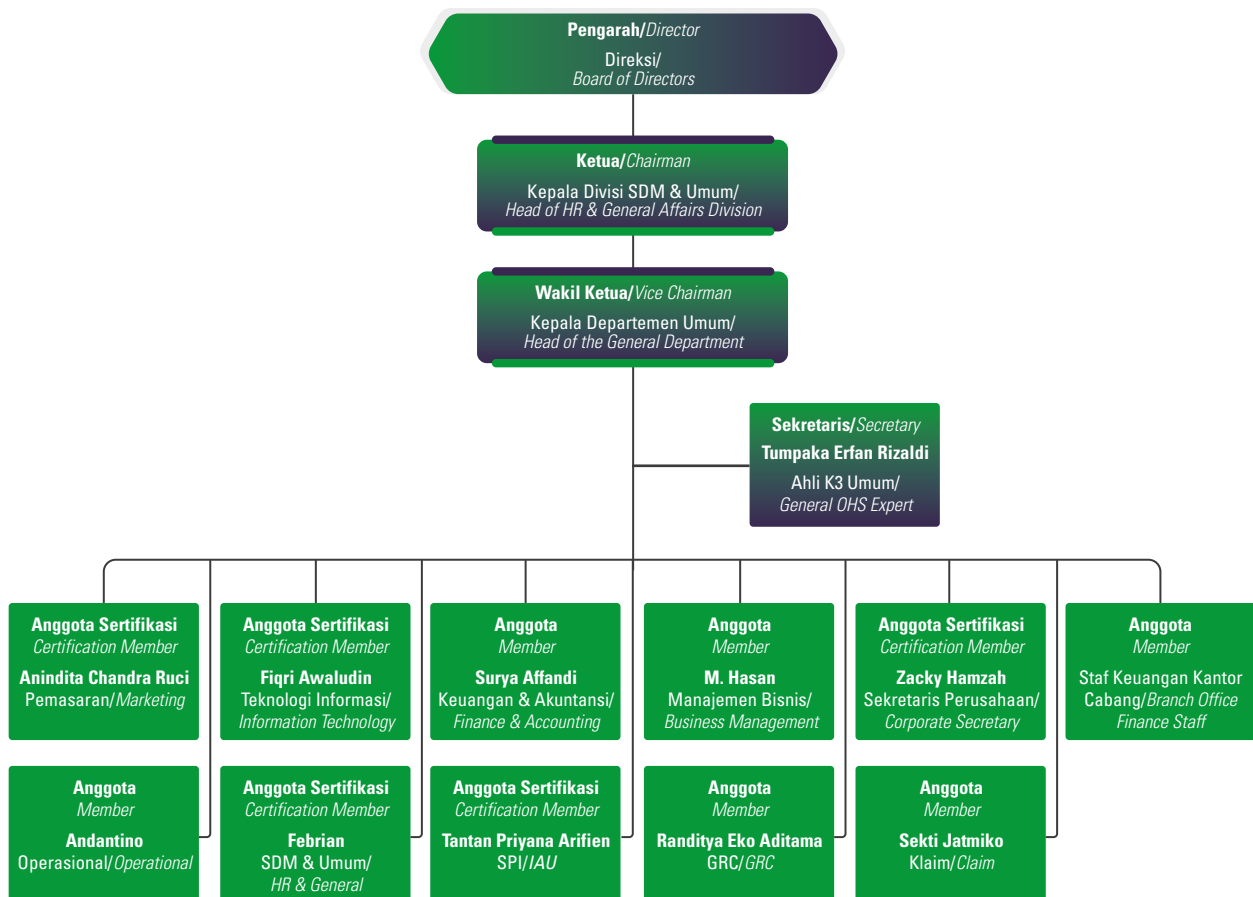 Pengarah/Director
Direksi/
Board of Directors
Ketua/Chairman
Kepala Divisi SDM & Umum/
Head of HR & General Affairs Division
Wakil Ketua/Vice Chairman
Kepala Departemen Umum/
Head of the General Department
Sekretaris/Secretary
Tumpaka Erfan Rizaldi
Ahli K3 Umum/
General OHS Expert
Anggota Sertifikasi
Certification Member
Anindita Chandra Ruci
Pemasaran/Marketing
Anggota Sertifikasi
Certification Member
Fiqri Awaludin
Teknologi Informasi/
Information Technology
Anggota
Member
Surya Affandi
Keuangan & Akuntansi/
Finance & Accounting
Anggota
Member
M. Hasan
Manajemen Bisnis/
Business Management
Anggota Sertifikasi
Certification Member
Zacky Hamzah
Sekretaris Perusahaan/
Corporate Secretary
Anggota
Member
Staf Keuangan Kantor
Cabang/Branch Office
Finance Staff
Anggota
Member
Andantino
Operasional/Operational
Anggota Sertifikasi
Certification Member
Febrian
SDM & Umum/
HR & General
Anggota Sertifikasi
Certification Member
Tantan Priyana Arifien
SPI/IAU
Anggota
Member
Randitya Eko Aditama
GRC/GRC
Anggota
Member
Sekti Jatmiko
Klaim/Claim